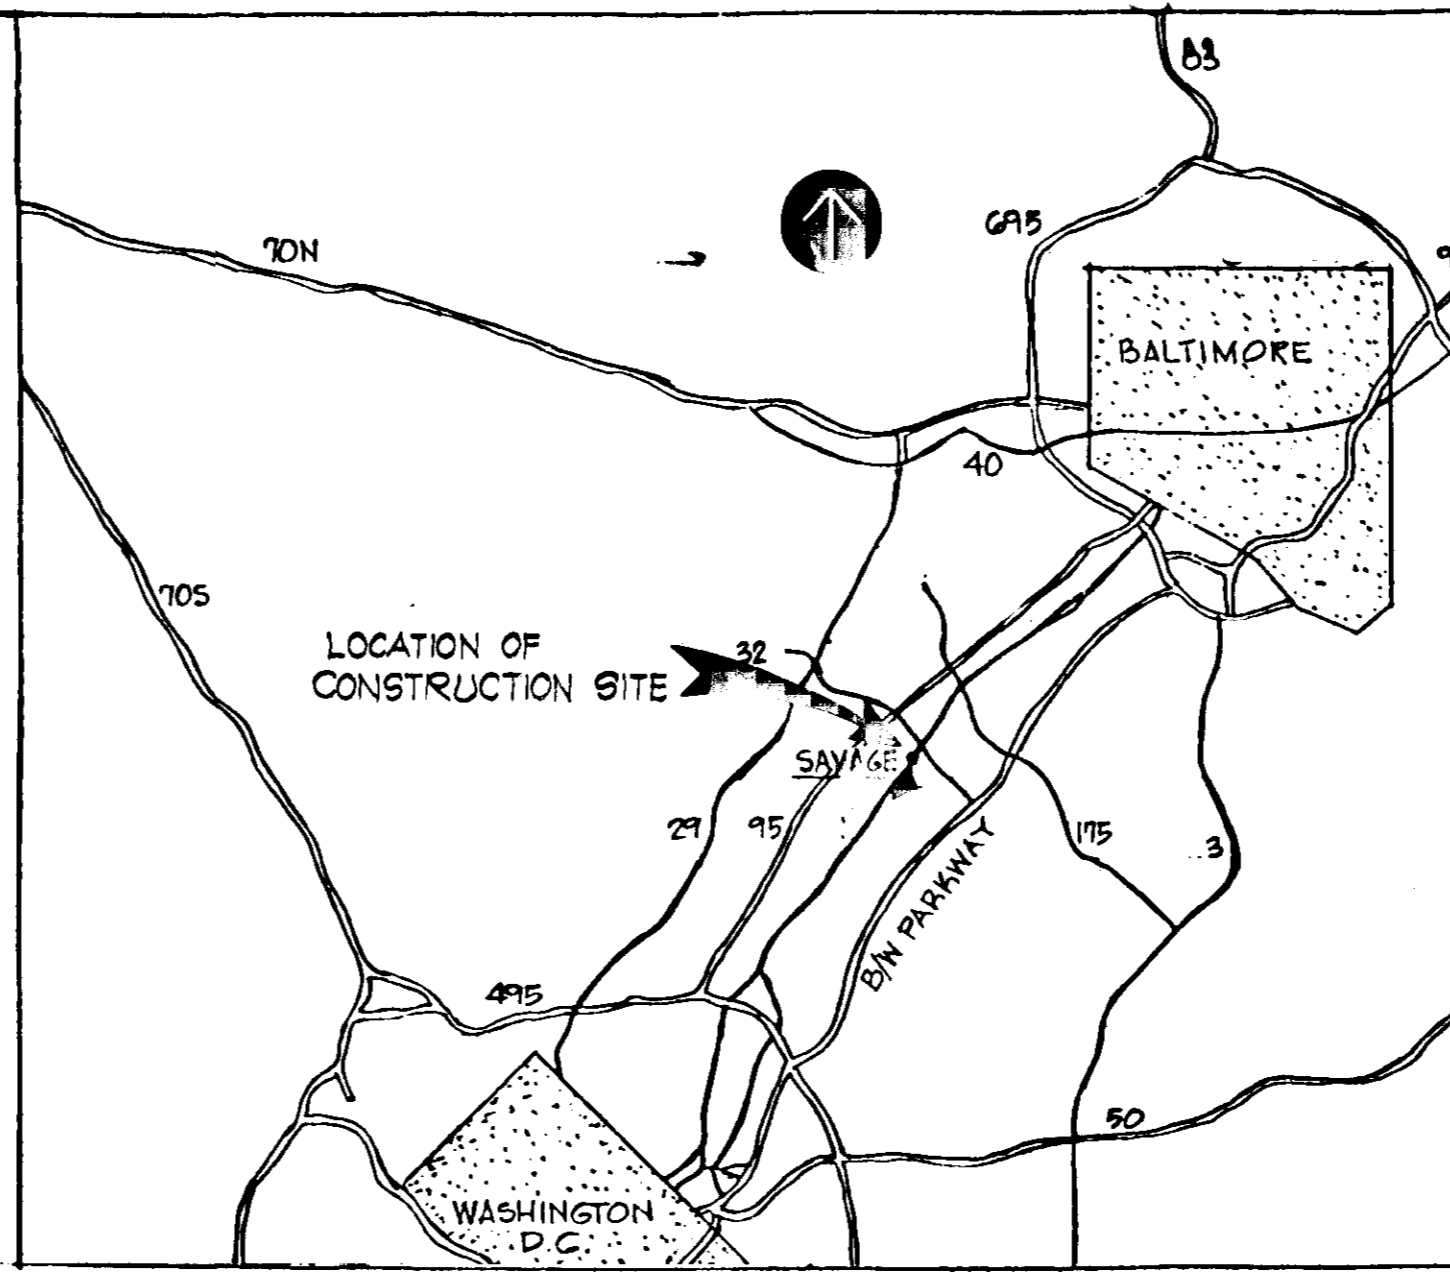 83
695
70N
BALTIMORE
40
70S
LOCATION OF
CONSTRUCTION SITE
32
SAVAGE
29
95
175
3
B/W PARKWAY
495
50
WASHINGTON
D.C.